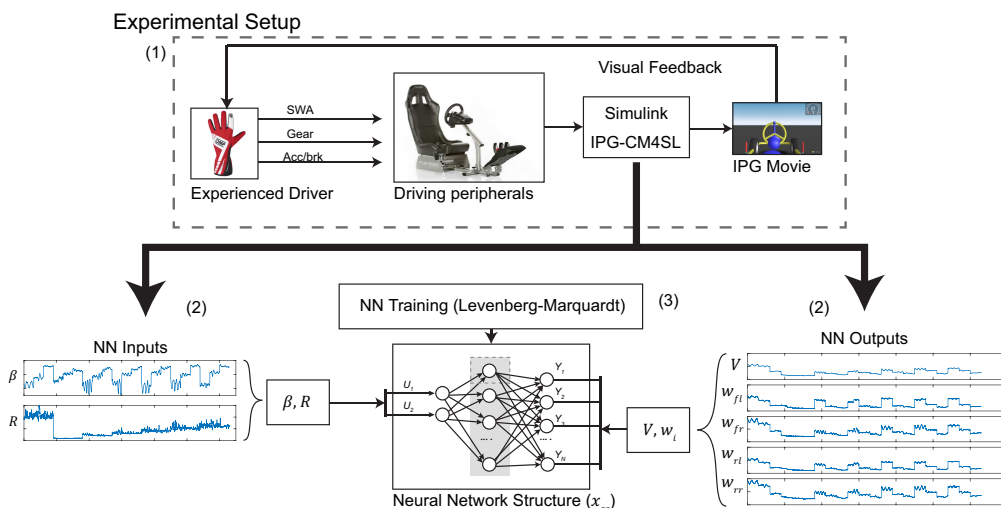 Experimental Setup
(1)
Visual Feedback
SWA
Gear
Acc/brk
Simulink
IPG-CM4SL
Experienced Driver
Driving peripherals
IPG Movie
(2)
(3)
(2)
NN Training (Levenberg-Marquardt)
NN Inputs
NN Outputs
β
R
β, R
U1
U2
....
Y1
Y2
Y3
....
YN
V, wi
V
wfl
wfr
wrl
wrr
Neural Network Structure (x